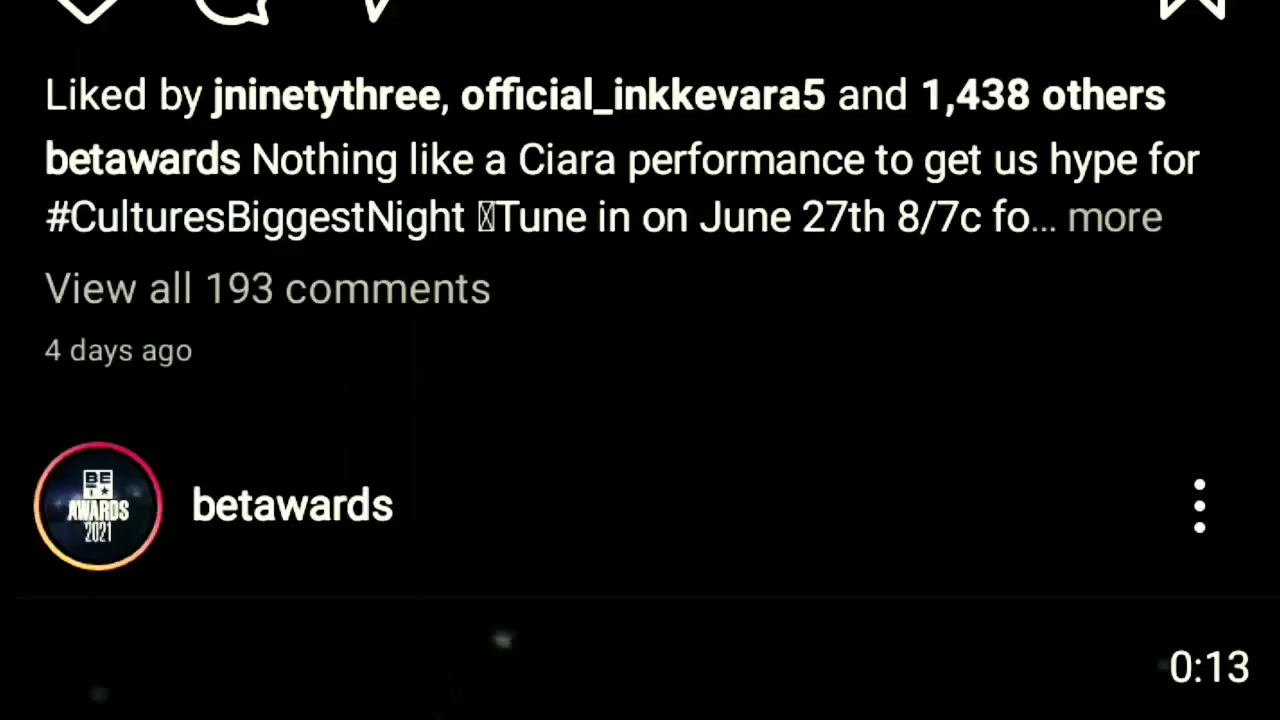 Liked by jninetythree, official_inkkevara5 and 1,438 others
betawards Nothing like a Ciara performance to get us hype for
#CulturesBiggestNight Tune in on June 27th 8/7c fo... more
View all 193 comments
4 days ago
BET★
AWARDS
2021
betawards
0:13